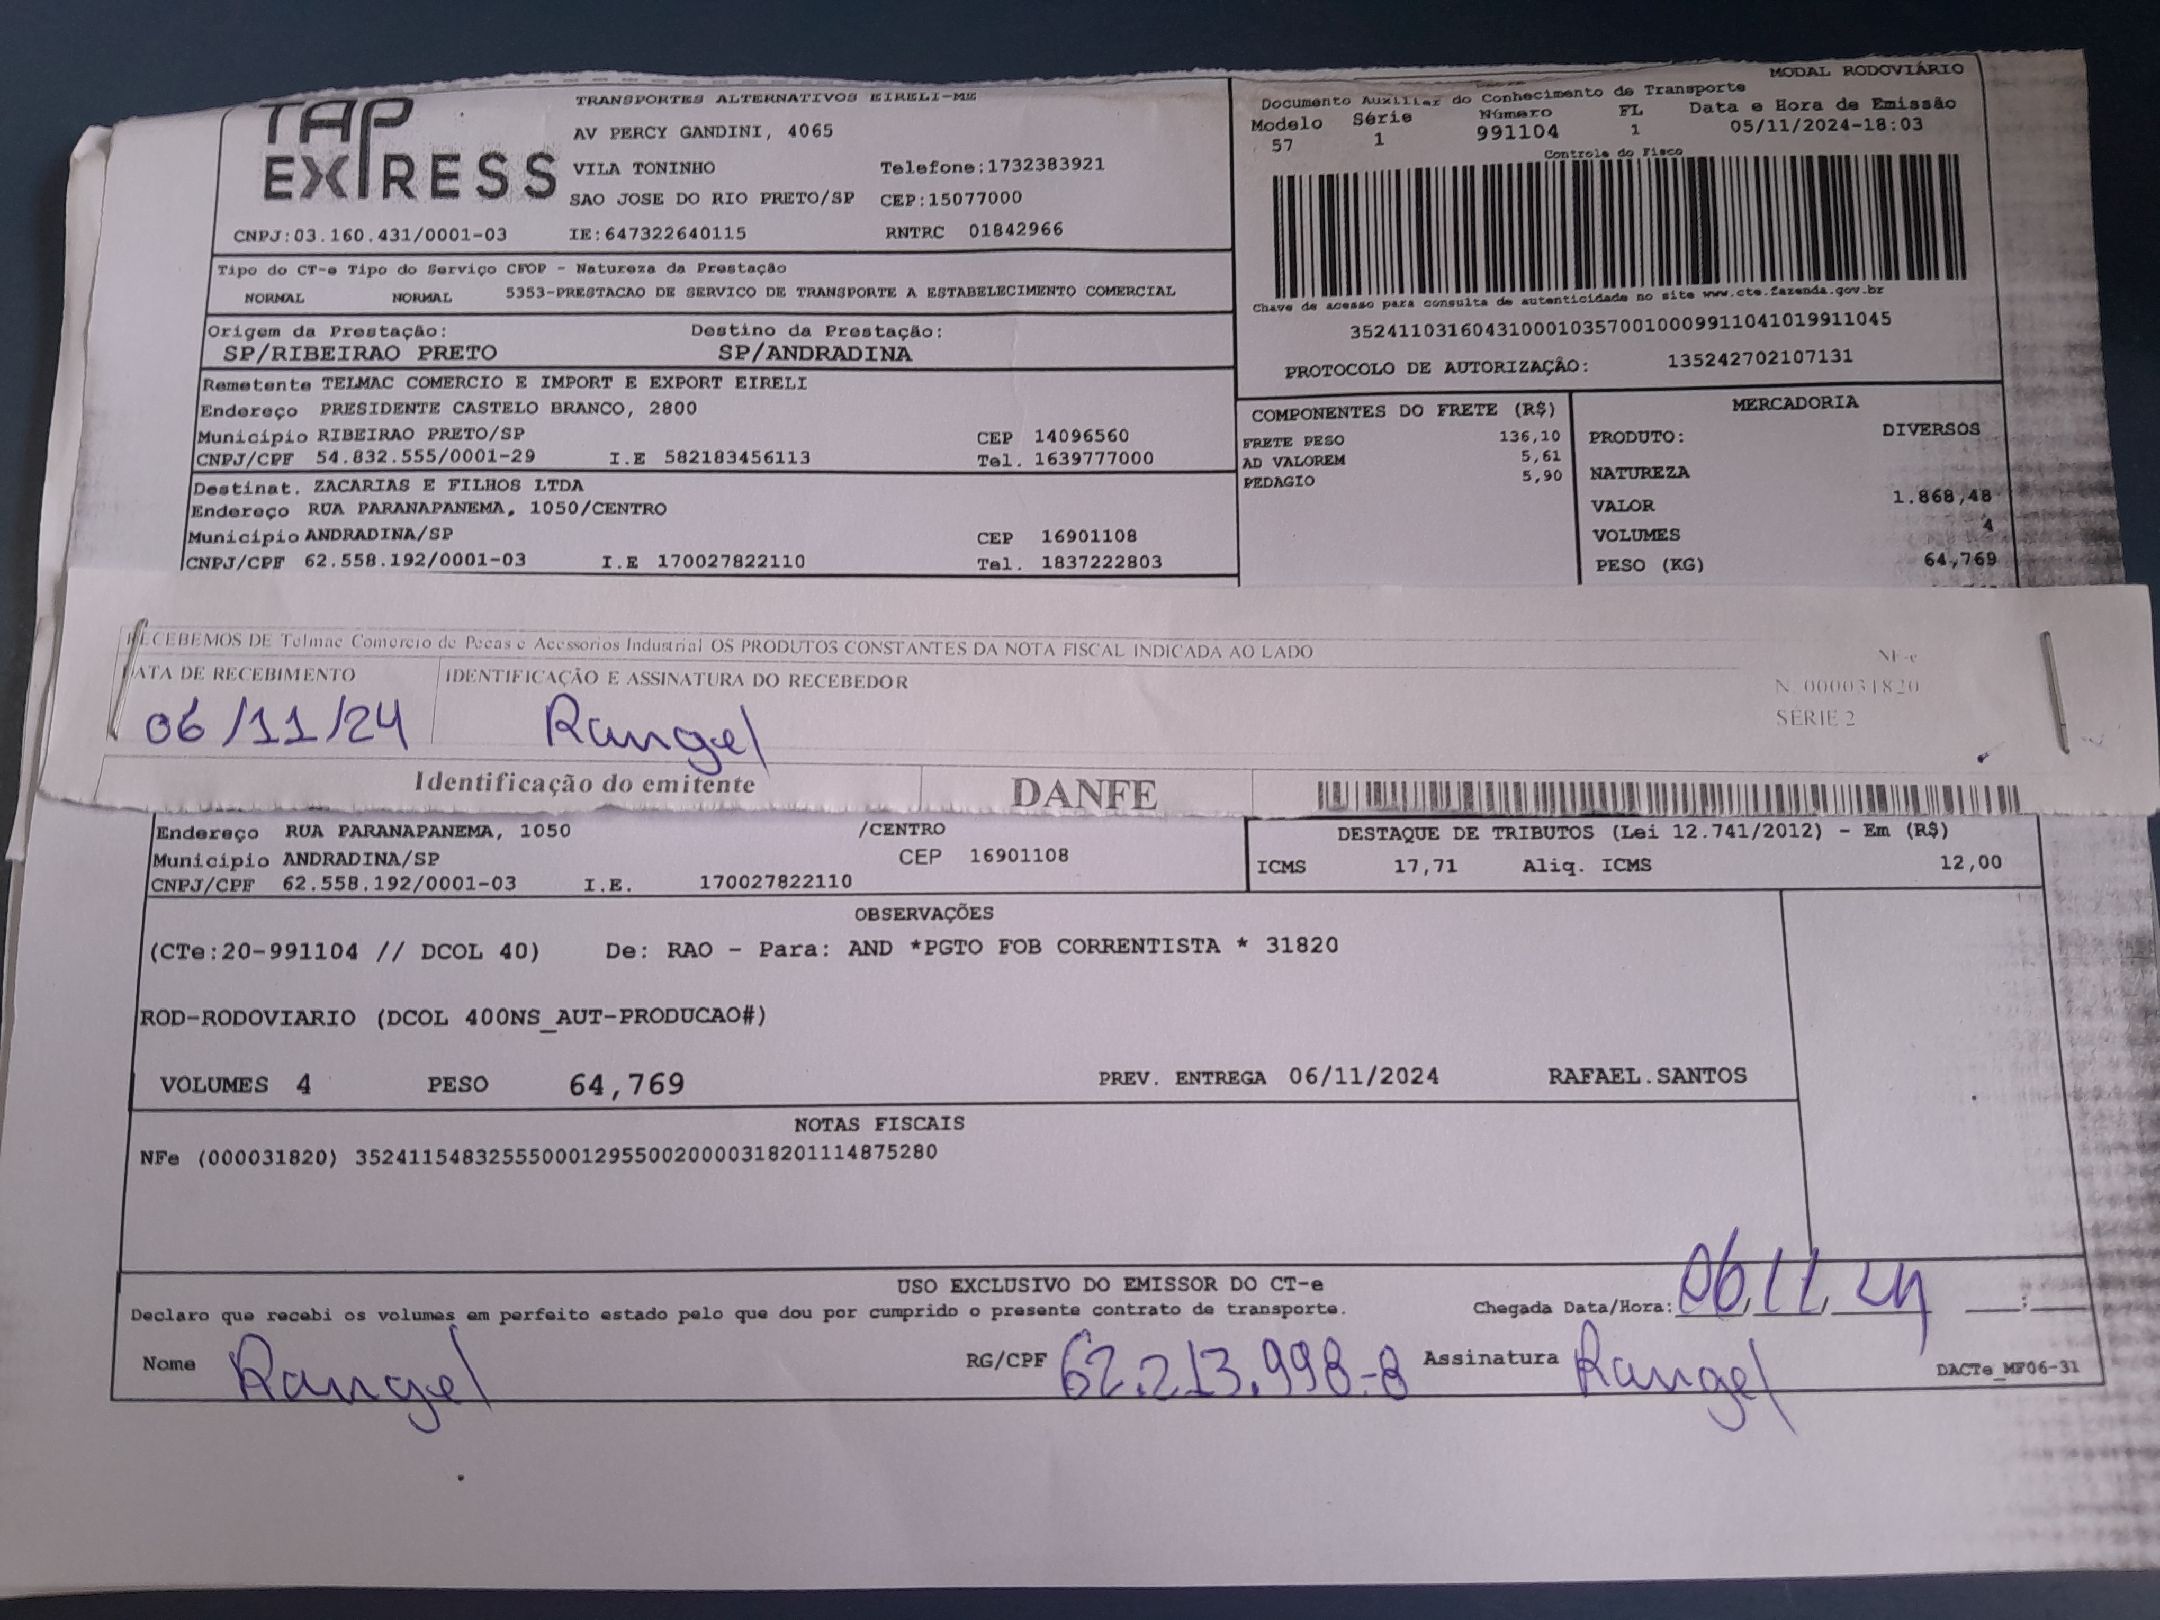 TAP EXPRESS
TRANSPORTES ALTERNATIVOS EIRELI-ME
AV PERCY GANDINI, 4065
VILA TONINHO Telefone:1732383921
SAO JOSE DO RIO PRETO/SP CEP:15077000
CNPJ:03.160.431/0001-03 IE:647322640115 RNTRC 01842966
MODAL RODOVIÁRIO
Documento Auxiliar do Conhecimento de Transporte
Modelo Série Número FL Data e Hora de Emissão
57 1 991104 1 05/11/2024-18:03
Controle do Fisco
Chave de acesso para consulta de autenticidade no site www.cte.fazenda.gov.br
35241103160431000103570010009911041019911045
PROTOCOLO DE AUTORIZAÇÃO: 135242702107131
Tipo do CT-e Tipo do Serviço CFOP - Natureza da Prestação
NORMAL NORMAL 5353-PRESTACAO DE SERVICO DE TRANSPORTE A ESTABELECIMENTO COMERCIAL
Origem da Prestação: Destino da Prestação:
SP/RIBEIRAO PRETO SP/ANDRADINA
Remetente TELMAC COMERCIO E IMPORT E EXPORT EIRELI
Endereço PRESIDENTE CASTELO BRANCO, 2800
Município RIBEIRAO PRETO/SP CEP 14096560
CNPJ/CPF 54.832.555/0001-29 I.E 582183456113 Tel. 1639777000
Destinat. ZACARIAS E FILHOS LTDA
Endereço RUA PARANAPANEMA, 1050/CENTRO
Município ANDRADINA/SP CEP 16901108
CNPJ/CPF 62.558.192/0001-03 I.E 170027822110 Tel. 1837222803
COMPONENTES DO FRETE (R$)
FRETE PESO 136,10
AD VALOREM 5,61
PEDAGIO 5,90
MERCADORIA
PRODUTO: DIVERSOS
NATUREZA
VALOR 1.868,48
VOLUMES 4
PESO (KG) 64,769
RECEBEMOS DE Telmac Comercio de Pecas e Acessorios Industrial OS PRODUTOS CONSTANTES DA NOTA FISCAL INDICADA AO LADO
NF-e
N. 000031820
SERIE 2
DATA DE RECEBIMENTO IDENTIFICAÇÃO E ASSINATURA DO RECEBEDOR
06/11/24 Rangel
Identificação do emitente DANFE
Endereço RUA PARANAPANEMA, 1050 /CENTRO
Município ANDRADINA/SP CEP 16901108
CNPJ/CPF 62.558.192/0001-03 I.E. 170027822110
DESTAQUE DE TRIBUTOS (Lei 12.741/2012) - Em (R$)
ICMS 17,71 Aliq. ICMS 12,00
OBSERVAÇÕES
(CTe:20-991104 // DCOL 40) De: RAO - Para: AND *PGTO FOB CORRENTISTA * 31820
ROD-RODOVIARIO (DCOL 400NS_AUT-PRODUCAO#)
VOLUMES 4 PESO 64,769 PREV. ENTREGA 06/11/2024 RAFAEL.SANTOS
NOTAS FISCAIS
NFe (000031820) 35241154832555000129550020000318201114875280
USO EXCLUSIVO DO EMISSOR DO CT-e
Declaro que recebi os volumes em perfeito estado pelo que dou por cumprido o presente contrato de transporte. Chegada Data/Hora: 06.11.24 __:__
Nome Rangel RG/CPF 62.213.998-8 Assinatura Rangel DACTe_MF06-31